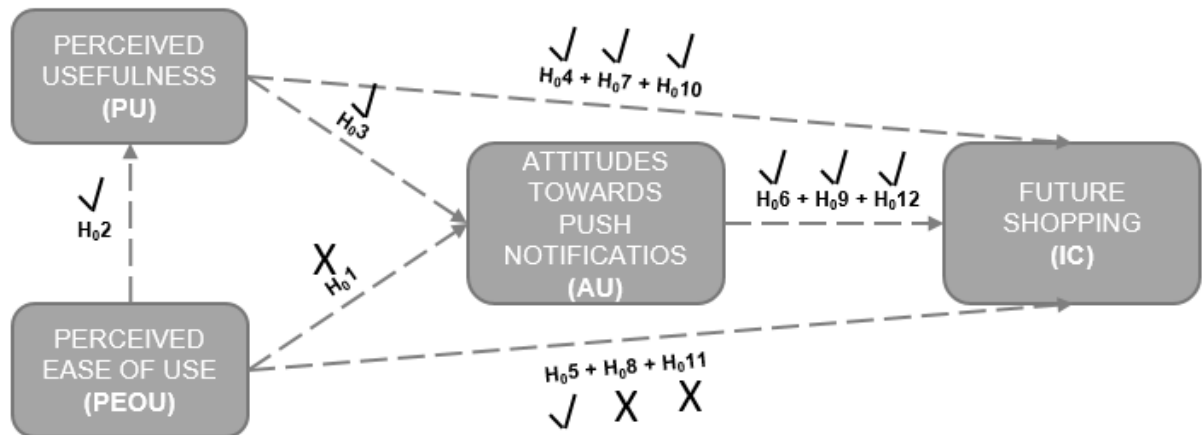 PERCEIVED
USEFULNESS
(PU)
√ √ √
H₀4 + H₀7 + H₀10
√
H₀3
ATTITUDES
TOWARDS
PUSH
NOTIFICATIOS
(AU)
√ √ √
H₀6 + H₀9 + H₀12
FUTURE
SHOPPING
(IC)
√
H₀2
X
H₀1
PERCEIVED
EASE OF USE
(PEOU)
H₀5 + H₀8 + H₀11
√ X X